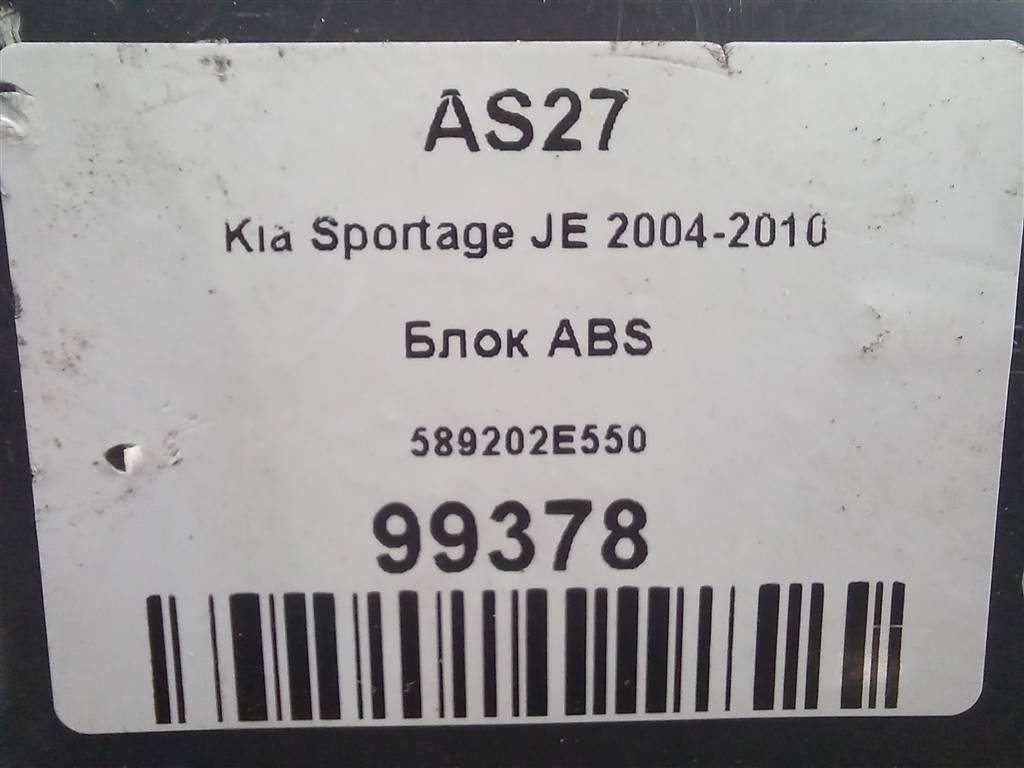 AS27
Kia Sportage JE 2004-2010
Блок ABS
589202E550
99378